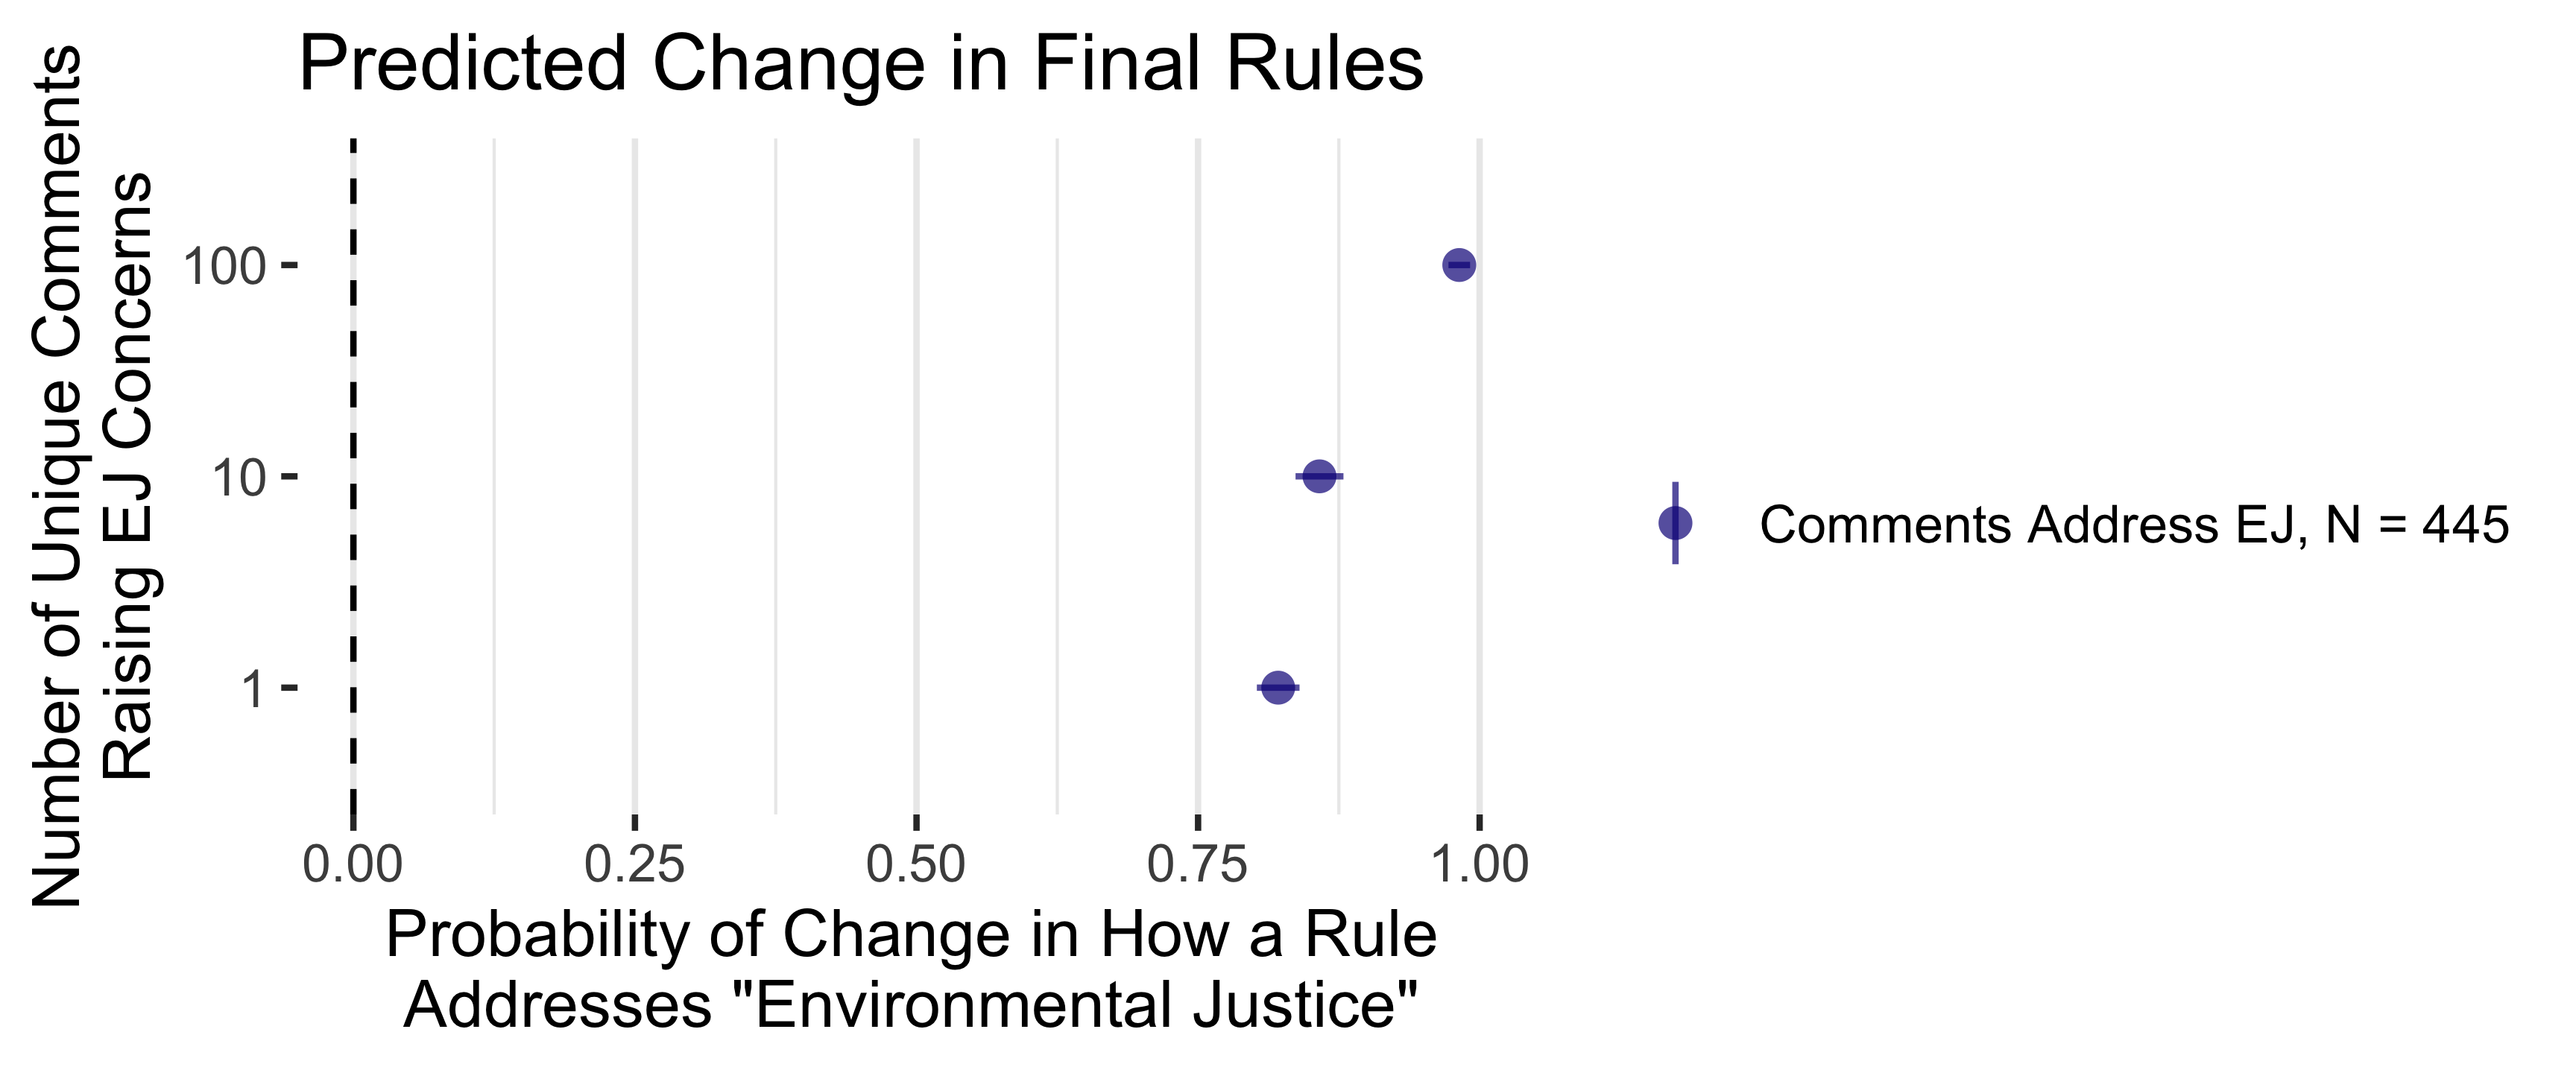 Predicted Change in Final Rules
Number of Unique Comments
Raising EJ Concerns
100
10
1
0.00
0.25
0.50
0.75
1.00
Probability of Change in How a Rule
Addresses "Environmental Justice"
Comments Address EJ, N = 445